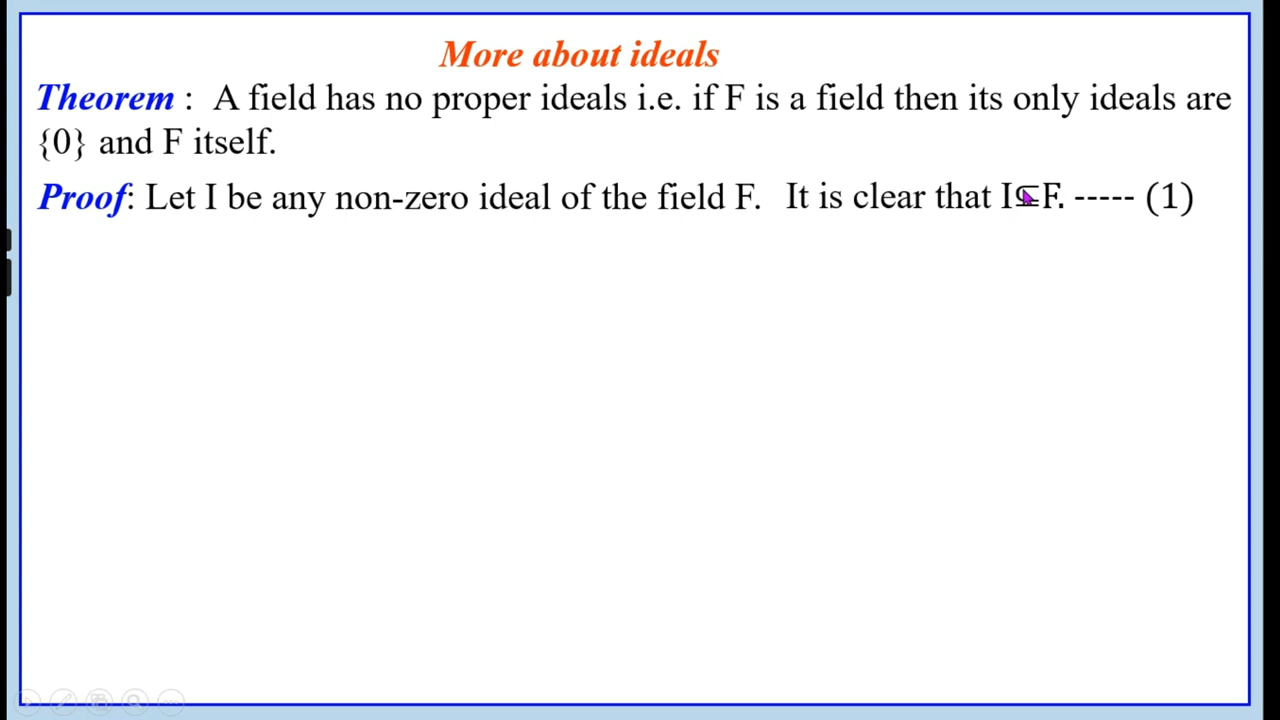 More about ideals
Theorem : A field has no proper ideals i.e. if F is a field then its only ideals are
{0} and F itself.
Proof: Let I be any non-zero ideal of the field F. It is clear that I⊆F. ----- (1)